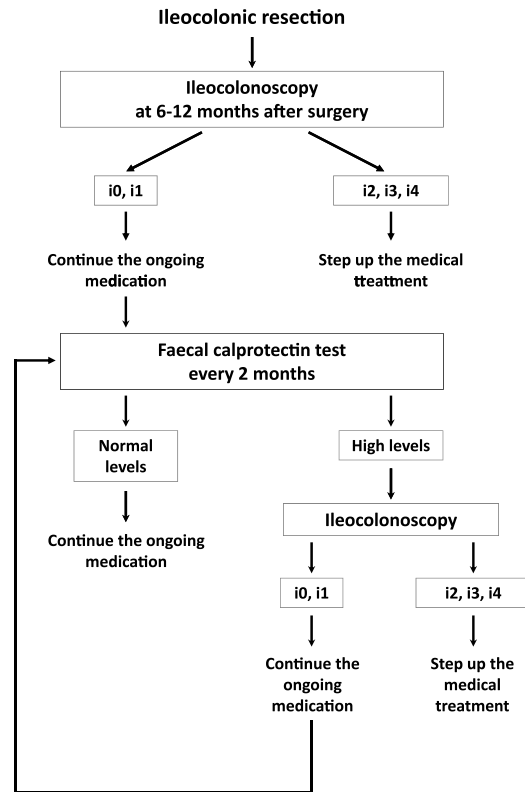 Ileocolonic resection
Ileocolonoscopy
at 6-12 months after surgery
i0, i1
i2, i3, i4
Continue the ongoing
medication
Step up the medical
tteattment
Faecal calprotectin test
every 2 months
Normal
levels
High levels
Continue the ongoing
medication
Ileocolonoscopy
i0, i1
i2, i3, i4
Continue the
ongoing
medication
Step up the
medical
treatment